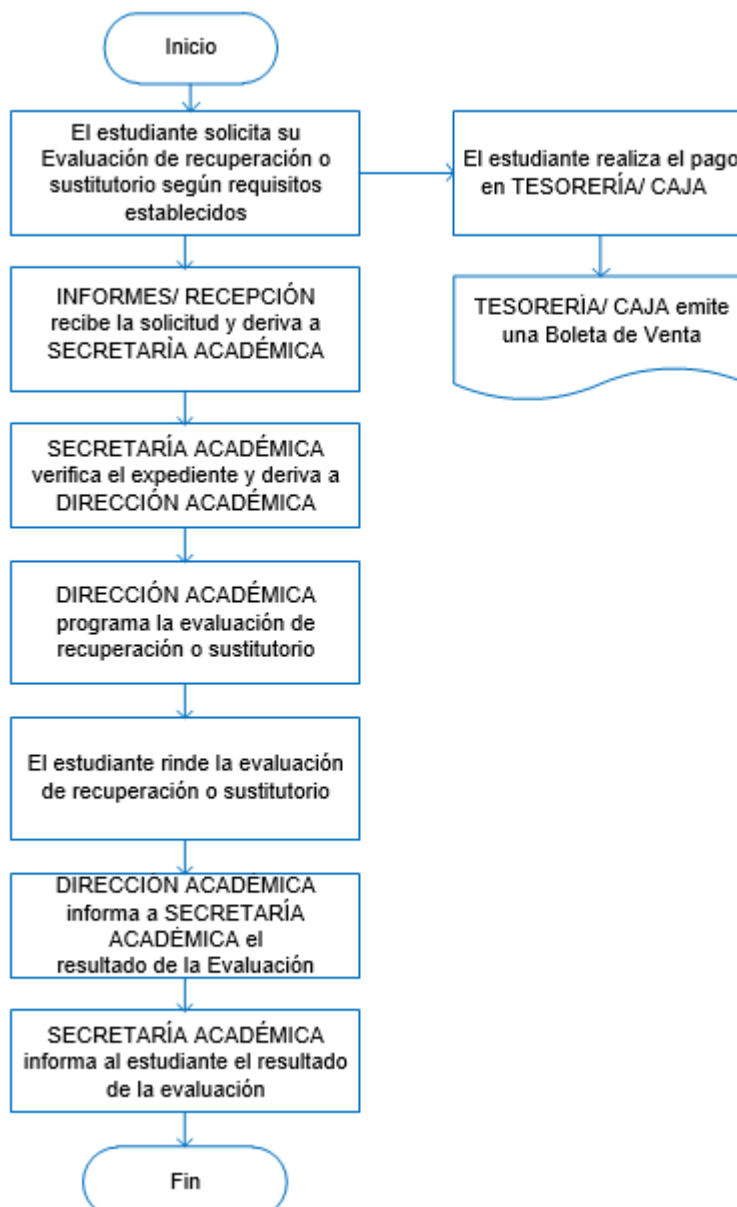 Inicio
El estudiante solicita su
Evaluación de recuperación o
sustitutorio según requisitos
establecidos
El estudiante realiza el pago
en TESORERÍA/ CAJA
INFORMES/ RECEPCIÓN
recibe la solicitud y deriva a
SECRETARÌA ACADÉMICA
TESORERÌA/ CAJA emite
una Boleta de Venta
SECRETARÍA ACADÉMICA
verifica el expediente y deriva a
DIRECCIÓN ACADÉMICA
DIRECCIÓN ACADÉMICA
programa la evaluación de
recuperación o sustitutorio
El estudiante rinde la evaluación
de recuperación o sustitutorio
DIRECCIÓN ACADÉMICA
informa a SECRETARÍA
ACADÉMICA el
resultado de la Evaluación
SECRETARÍA ACADÉMICA
informa al estudiante el resultado
de la evaluación
Fin